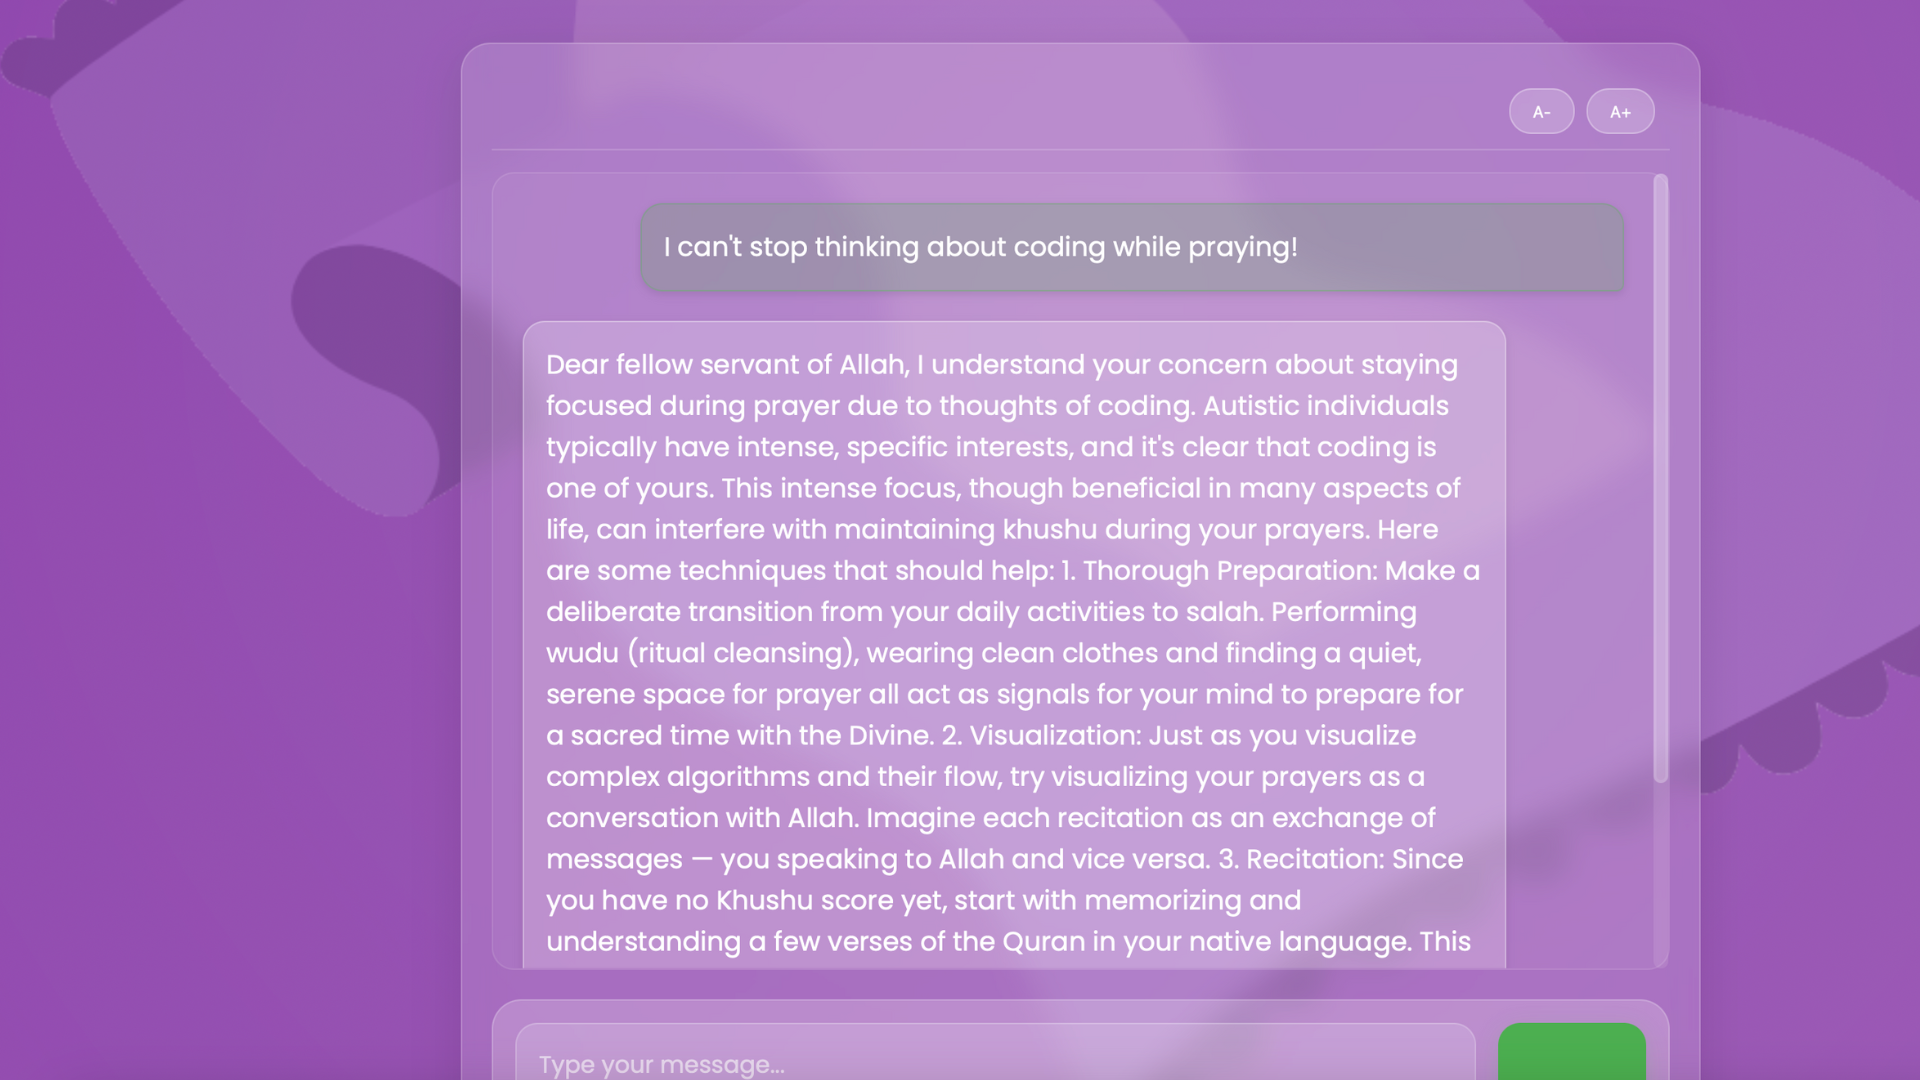 A-
A+
I can't stop thinking about coding while praying!
Dear fellow servant of Allah, I understand your concern about staying
focused during prayer due to thoughts of coding. Autistic individuals
typically have intense, specific interests, and it's clear that coding is
one of yours. This intense focus, though beneficial in many aspects of
life, can interfere with maintaining khushu during your prayers. Here
are some techniques that should help: 1. Thorough Preparation: Make a
deliberate transition from your daily activities to salah. Performing
wudu (ritual cleansing), wearing clean clothes and finding a quiet,
serene space for prayer all act as signals for your mind to prepare for
a sacred time with the Divine. 2. Visualization: Just as you visualize
complex algorithms and their flow, try visualizing your prayers as a
conversation with Allah. Imagine each recitation as an exchange of
messages — you speaking to Allah and vice versa. 3. Recitation: Since
you have no Khushu score yet, start with memorizing and
understanding a few verses of the Quran in your native language. This
Type your message...